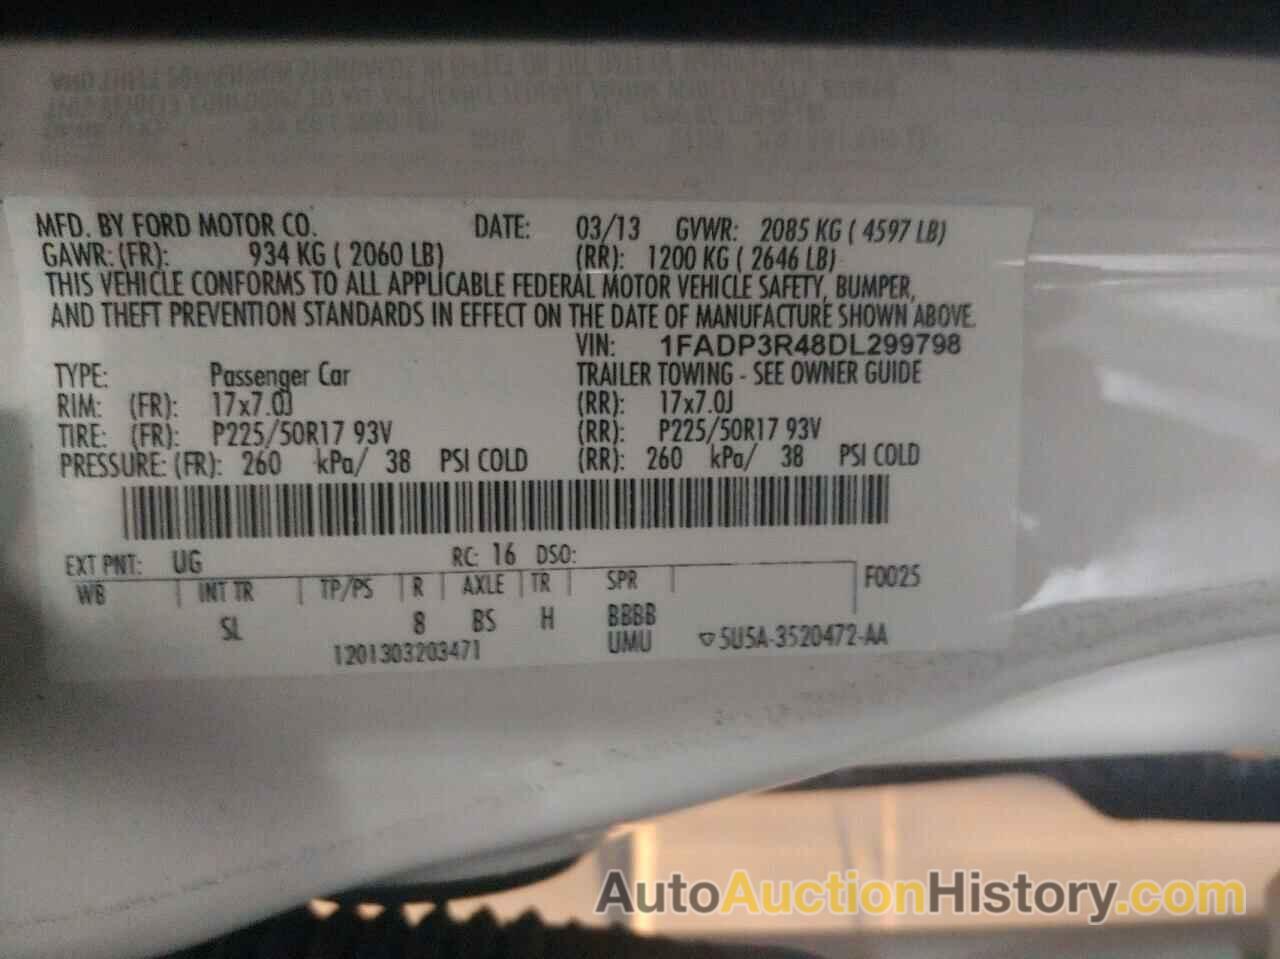 MFD. BY FORD MOTOR CO. DATE: 03/13 GVWR: 2085 KG ( 4597 LB)
GAWR: (FR): 934 KG ( 2060 LB) (RR): 1200 KG ( 2646 LB)
THIS VEHICLE CONFORMS TO ALL APPLICABLE FEDERAL MOTOR VEHICLE SAFETY, BUMPER,
AND THEFT PREVENTION STANDARDS IN EFFECT ON THE DATE OF MANUFACTURE SHOWN ABOVE.
VIN: 1FADP3R48DL299798
TYPE: Passenger Car TRAILER TOWING - SEE OWNER GUIDE
RIM: (FR): 17x7.0J (RR): 17x7.0J
TIRE: (FR): P225/50R17 93V (RR): P225/50R17 93V
PRESSURE: (FR): 260 kPa/ 38 PSI COLD (RR): 260 kPa/ 38 PSI COLD
EXT PNT: UG RC: 16 DSO:
WB INT TR TP/PS R AXLE TR SPR F0025
SL 8 BS H BBBB
1201303203471 UMU ▽5U5A-3520472-AA
AutoAuctionHistory.com